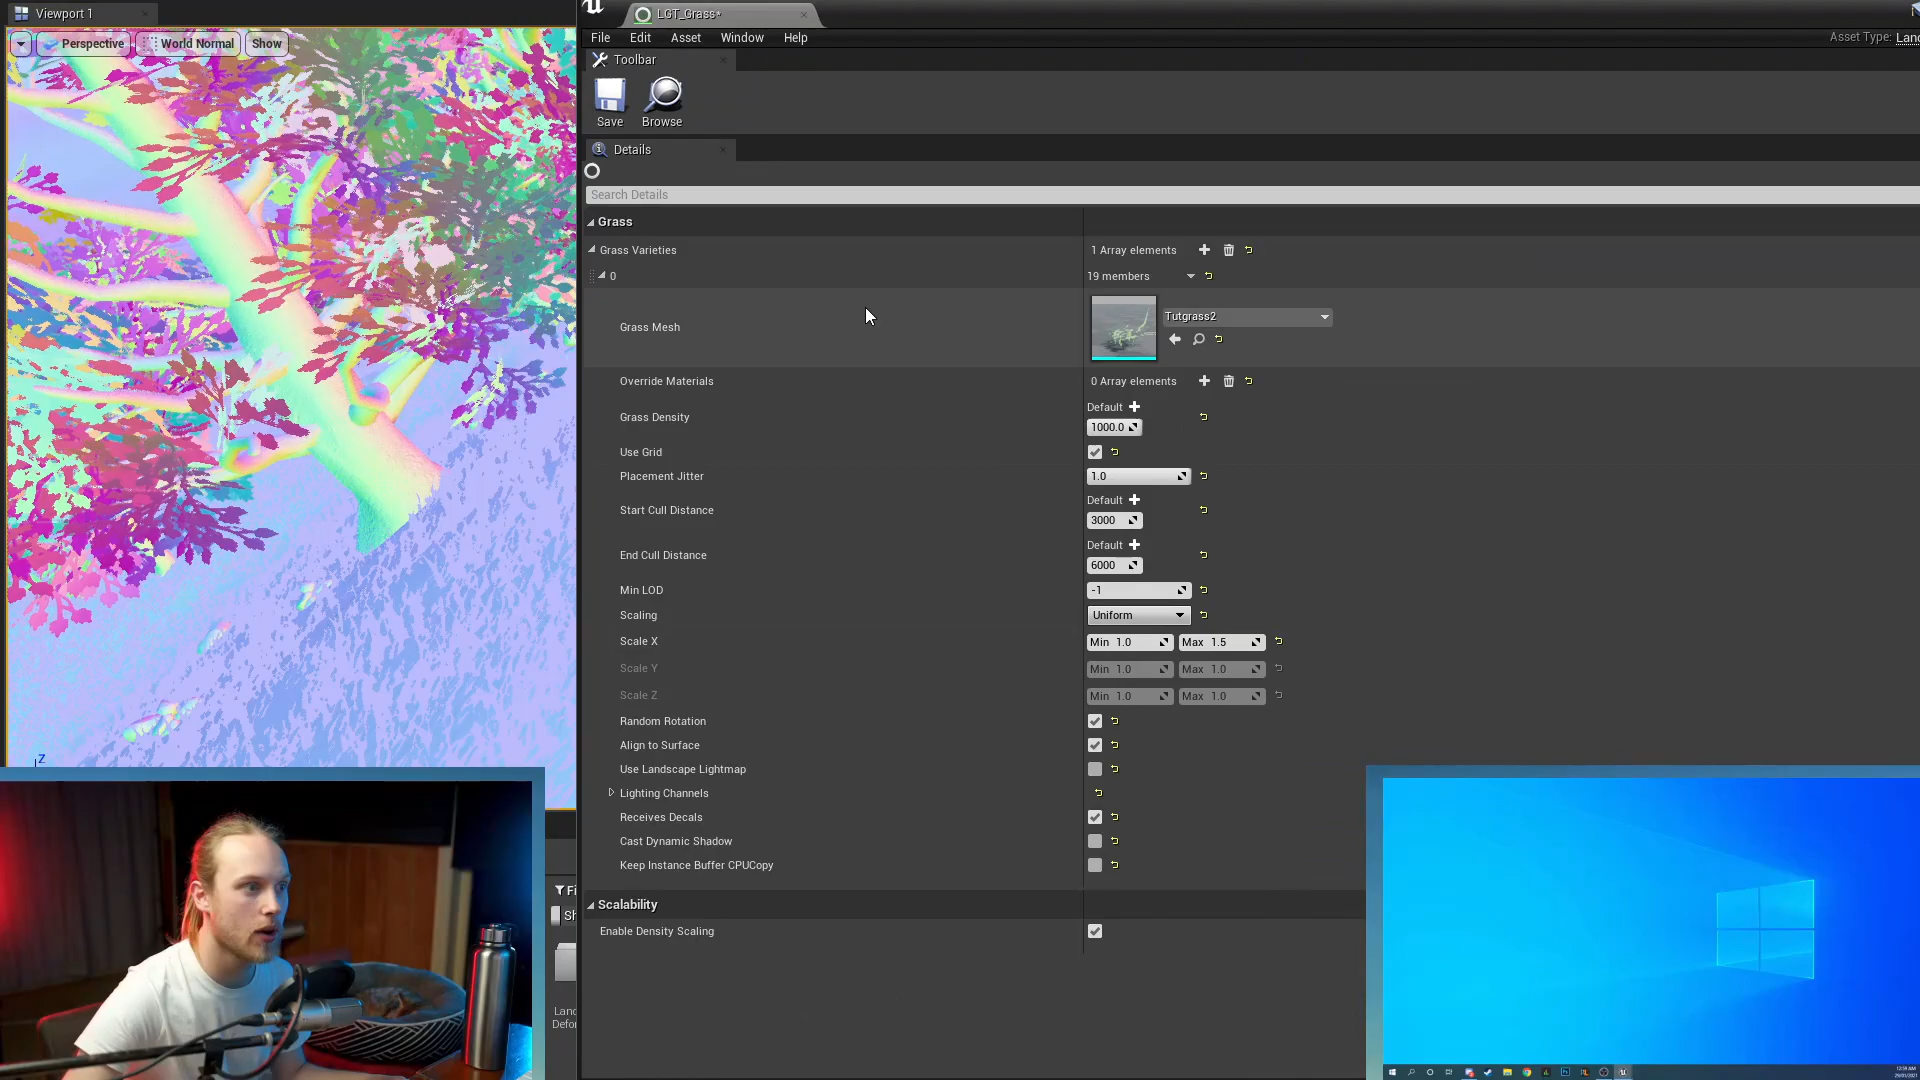 Viewport 1
Perspective
World Normal
Show
Z
LGT_Grass*
File
Edit
Asset
Window
Help
Asset Type:
Toolbar
Save
Browse
Details
Search Details
Grass
Grass Varieties
1 Array elements
0
19 members
Grass Mesh
Tutgrass2
Override Materials
0 Array elements
Grass Density
Default
1000.0
Use Grid
Placement Jitter
1.0
Start Cull Distance
Default
3000
End Cull Distance
Default
6000
Min LOD
-1
Scaling
Uniform
Scale X
Min 1.0
Max 1.5
Scale Y
Min 1.0
Max 1.0
Scale Z
Min 1.0
Max 1.0
Random Rotation
Align to Surface
Use Landscape Lightmap
Lighting Channels
Receives Decals
Cast Dynamic Shadow
Keep Instance Buffer CPUCopy
Scalability
Enable Density Scaling